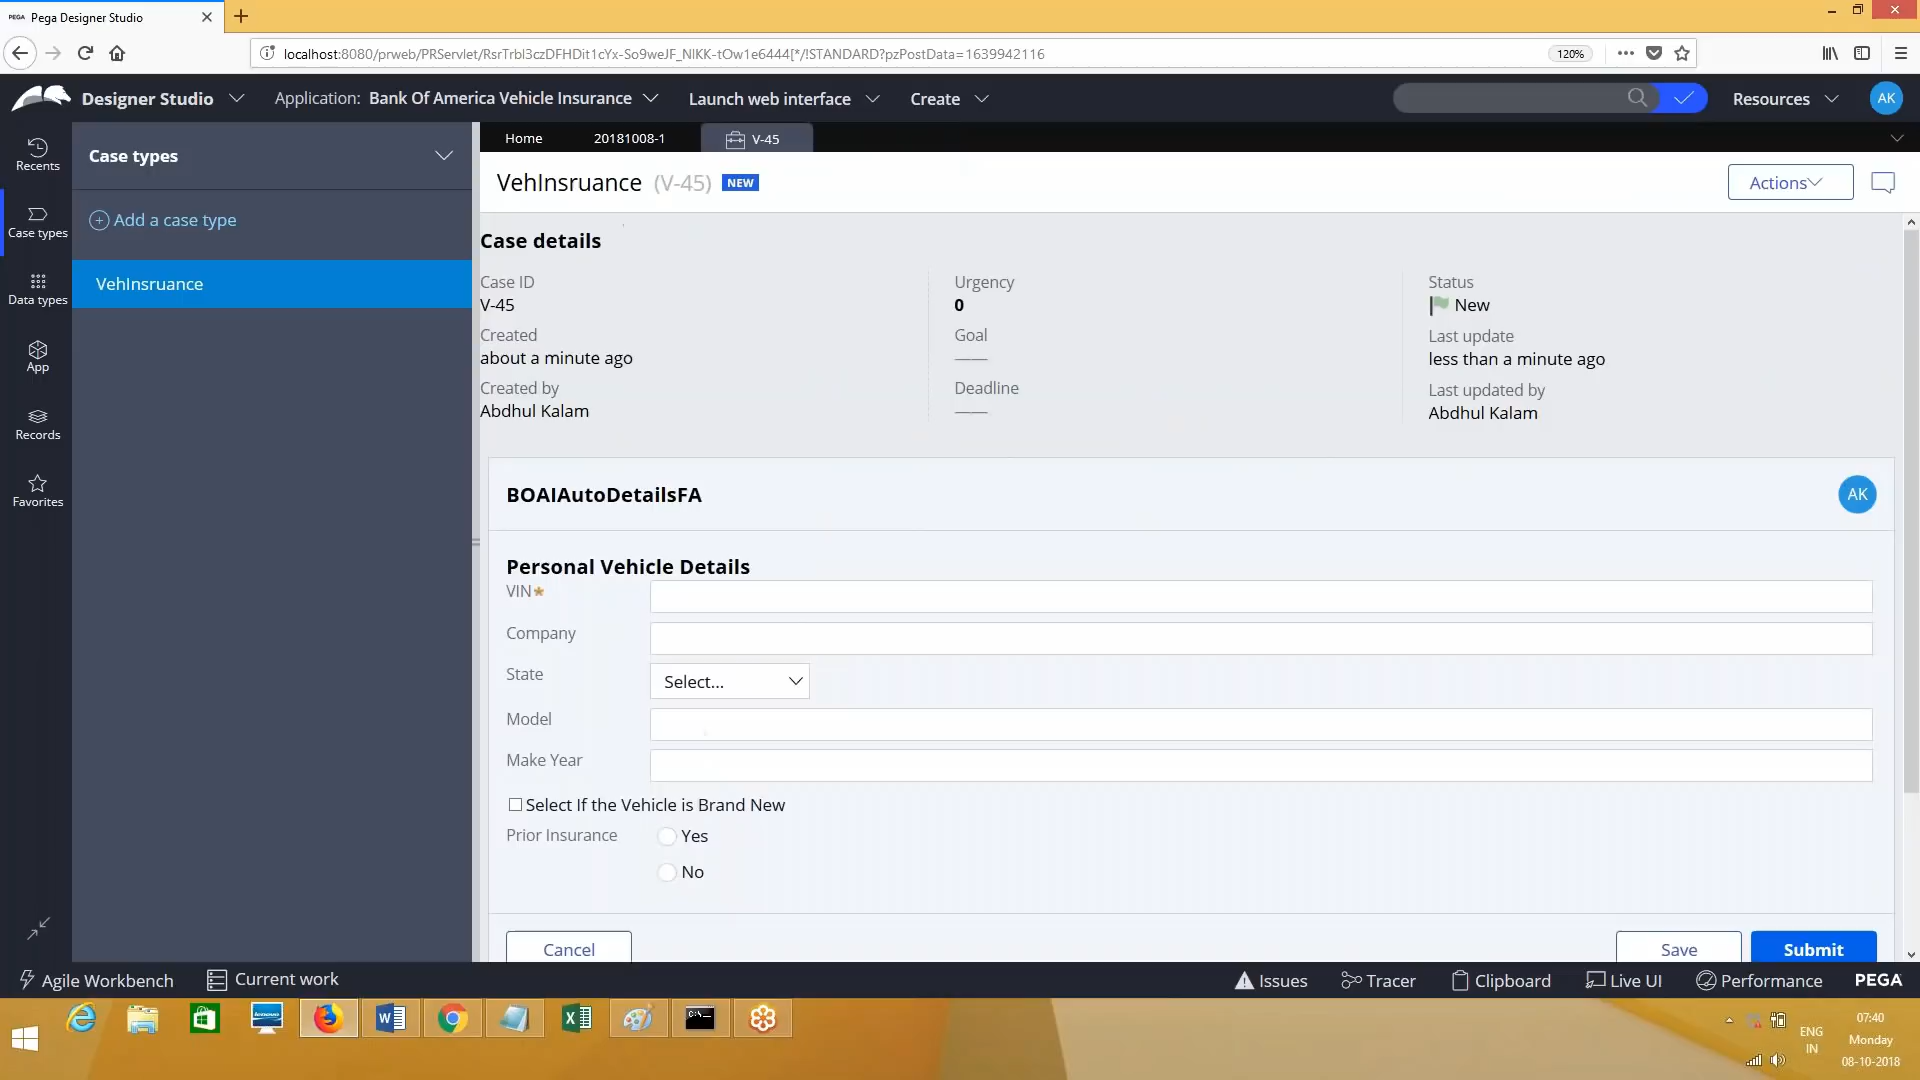 PEGA Pega Designer Studio
localhost:8080/prweb/PRServlet/RsrTrbl3czDFHDit1cYx-So9weJF_NIKK-tOw1e6444[*/!STANDARD?pzPostData=1639942116
120%
Designer Studio
Application: Bank Of America Vehicle Insurance
Launch web interface
Create
Resources
AK
Recents
Case types
Data types
App
Records
Favorites
Case types
Add a case type
VehInsruance
Home
20181008-1
V-45
VehInsruance (V-45) NEW
Actions
Case details
Case ID
V-45
Created
about a minute ago
Created by
Abdhul Kalam
Urgency
0
Goal
Deadline
Status
New
Last update
less than a minute ago
Last updated by
Abdhul Kalam
BOAIAutoDetailsFA
AK
Personal Vehicle Details
VIN
Company
State
Select...
Model
Make Year
Select If the Vehicle is Brand New
Prior Insurance
Yes
No
Cancel
Save
Submit
Agile Workbench
Current work
Issues
Tracer
Clipboard
Live UI
Performance
PEGA
lenovo
ENG
IN
07:40
Monday
08-10-2018